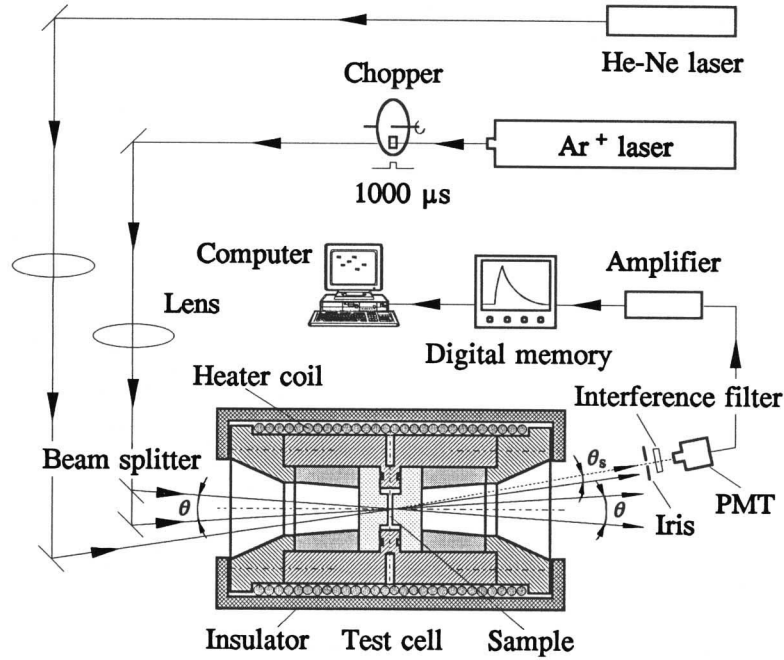 He-Ne laser
Chopper
Ar⁺ laser
1000 μs
Computer
Amplifier
Lens
Digital memory
Heater coil
Interference filter
Beam splitter
θs
PMT
θ
θ
Iris
Insulator
Test cell
Sample